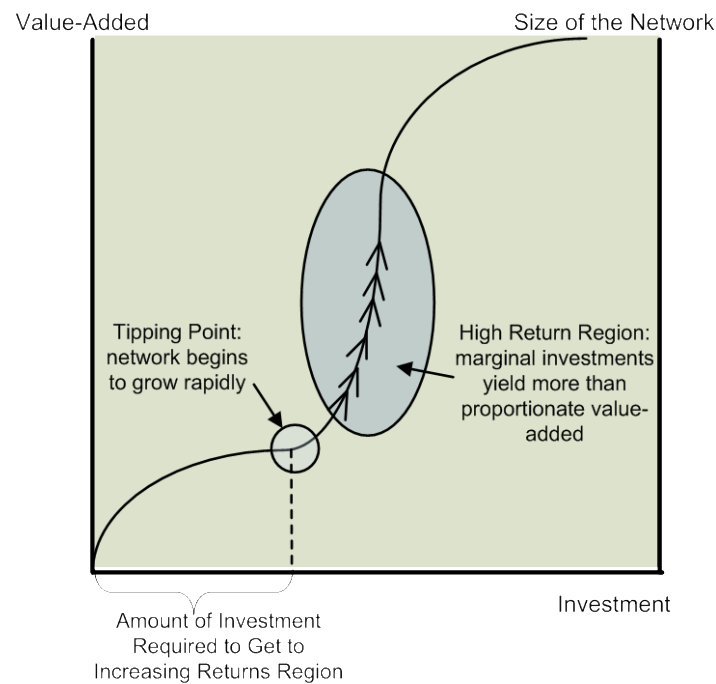 Value-Added
Size of the Network
Tipping Point:
network begins
to grow rapidly
High Return Region:
marginal investments
yield more than
proportionate value-
added
Investment
Amount of Investment
Required to Get to
Increasing Returns Region